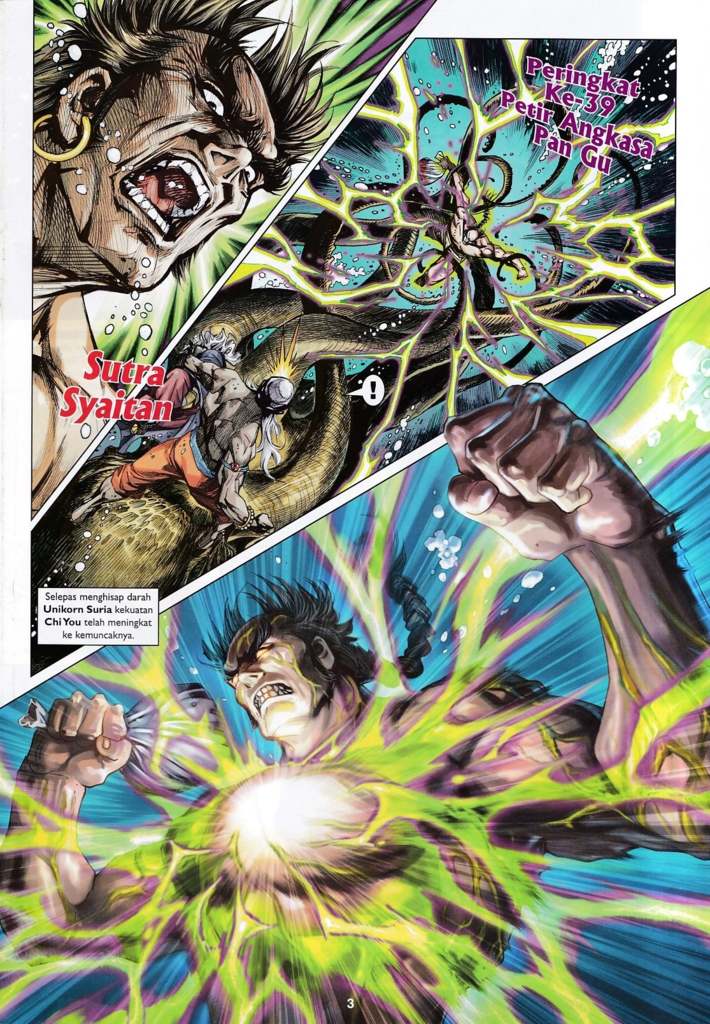 Peringkat
Ke-39
Petir Angkasa
Pan Gu
Sutra
Syaitan
!
Selepas menghisap darah
Unikorn Suria kekuatan
Chi You telah meningkat
ke kemuncaknya.
3